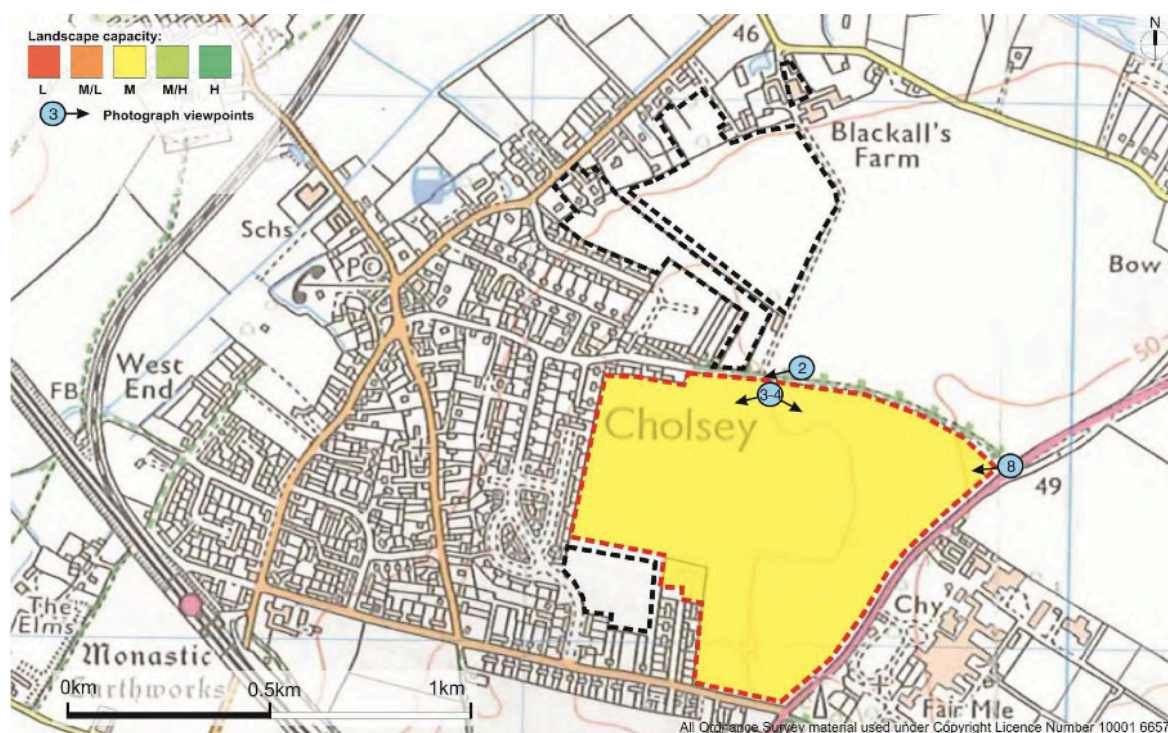 Landscape capacity:
L M/L M M/H H
3 Photograph viewpoints
N
46
Blackall's
Farm
Schs
PO
Bow
West
End
FB
50
2
3-4
Cholsey
8
49
The
Elms
Chy
Monastic
Earthworks
Fair Mile
0km 0.5km 1km
All Ordnance Survey material used under Copyright Licence Number 10001 6657